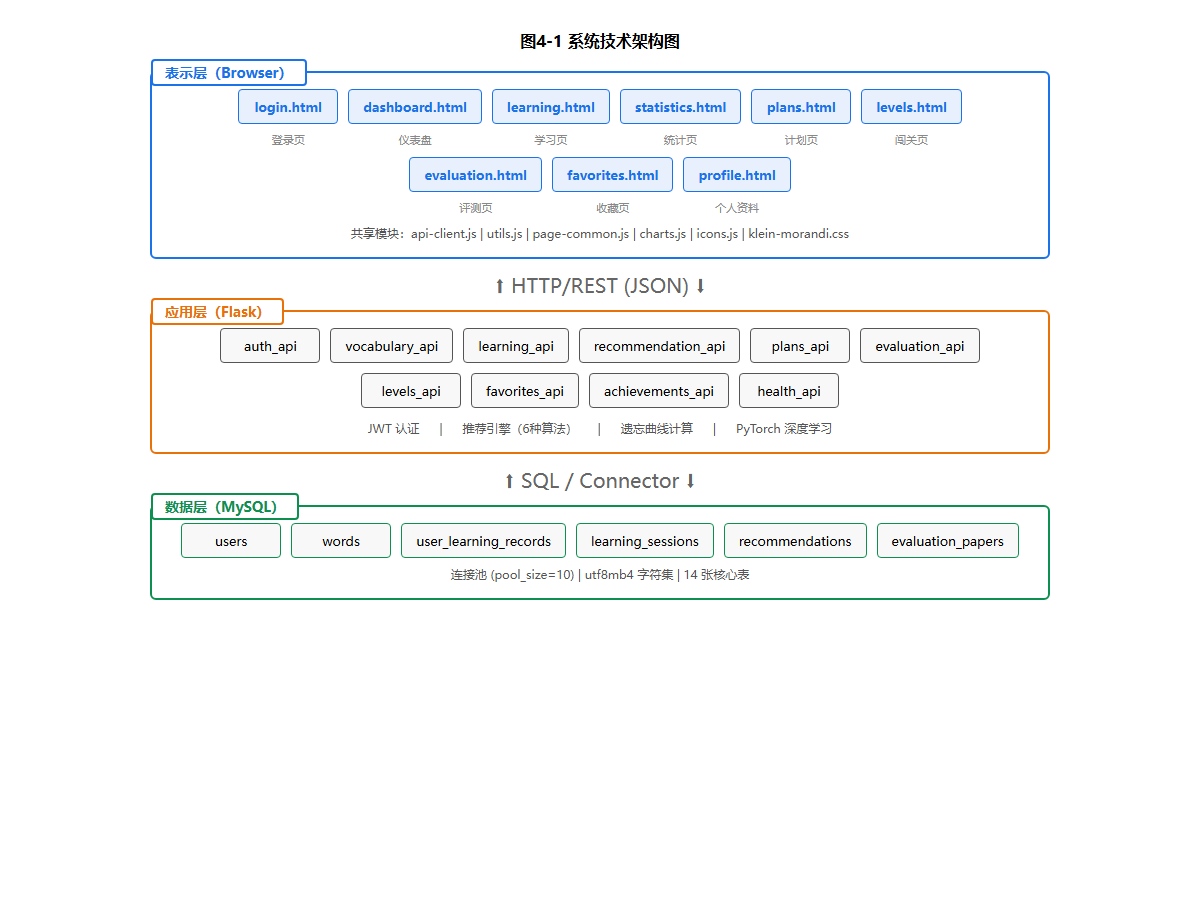 图4-1 系统技术架构图
表示层（Browser）
login.html dashboard.html learning.html statistics.html plans.html levels.html
登录页 仪表盘 学习页 统计页 计划页 闯关页
evaluation.html favorites.html profile.html
评测页 收藏页 个人资料
共享模块：api-client.js | utils.js | page-common.js | charts.js | icons.js | klein-morandi.css
⬆ HTTP/REST (JSON) ⬇
应用层（Flask）
auth_api vocabulary_api learning_api recommendation_api plans_api evaluation_api
levels_api favorites_api achievements_api health_api
JWT 认证 | 推荐引擎（6种算法） | 遗忘曲线计算 | PyTorch 深度学习
⬆ SQL / Connector ⬇
数据层（MySQL）
users words user_learning_records learning_sessions recommendations evaluation_papers
连接池 (pool_size=10) | utf8mb4 字符集 | 14 张核心表